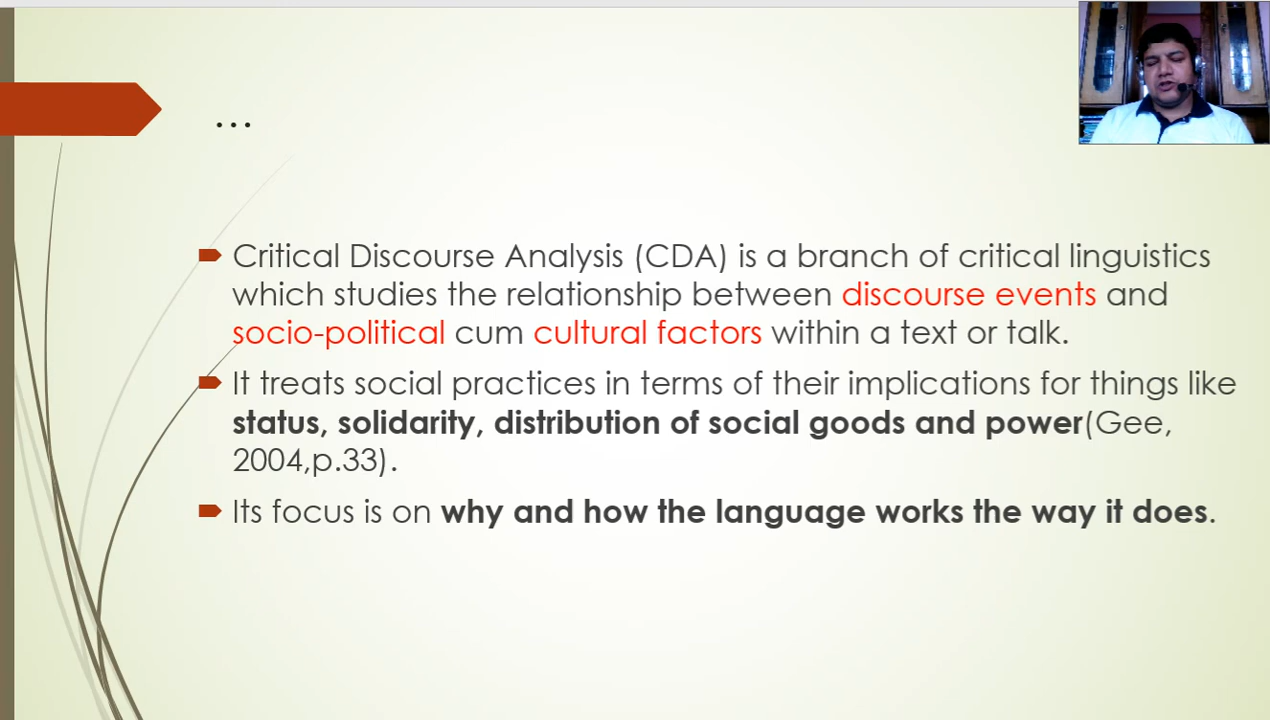 …
Critical Discourse Analysis (CDA) is a branch of critical linguistics
which studies the relationship between discourse events and
socio-political cum cultural factors within a text or talk.
It treats social practices in terms of their implications for things like
status, solidarity, distribution of social goods and power(Gee,
2004,p.33).
Its focus is on why and how the language works the way it does.